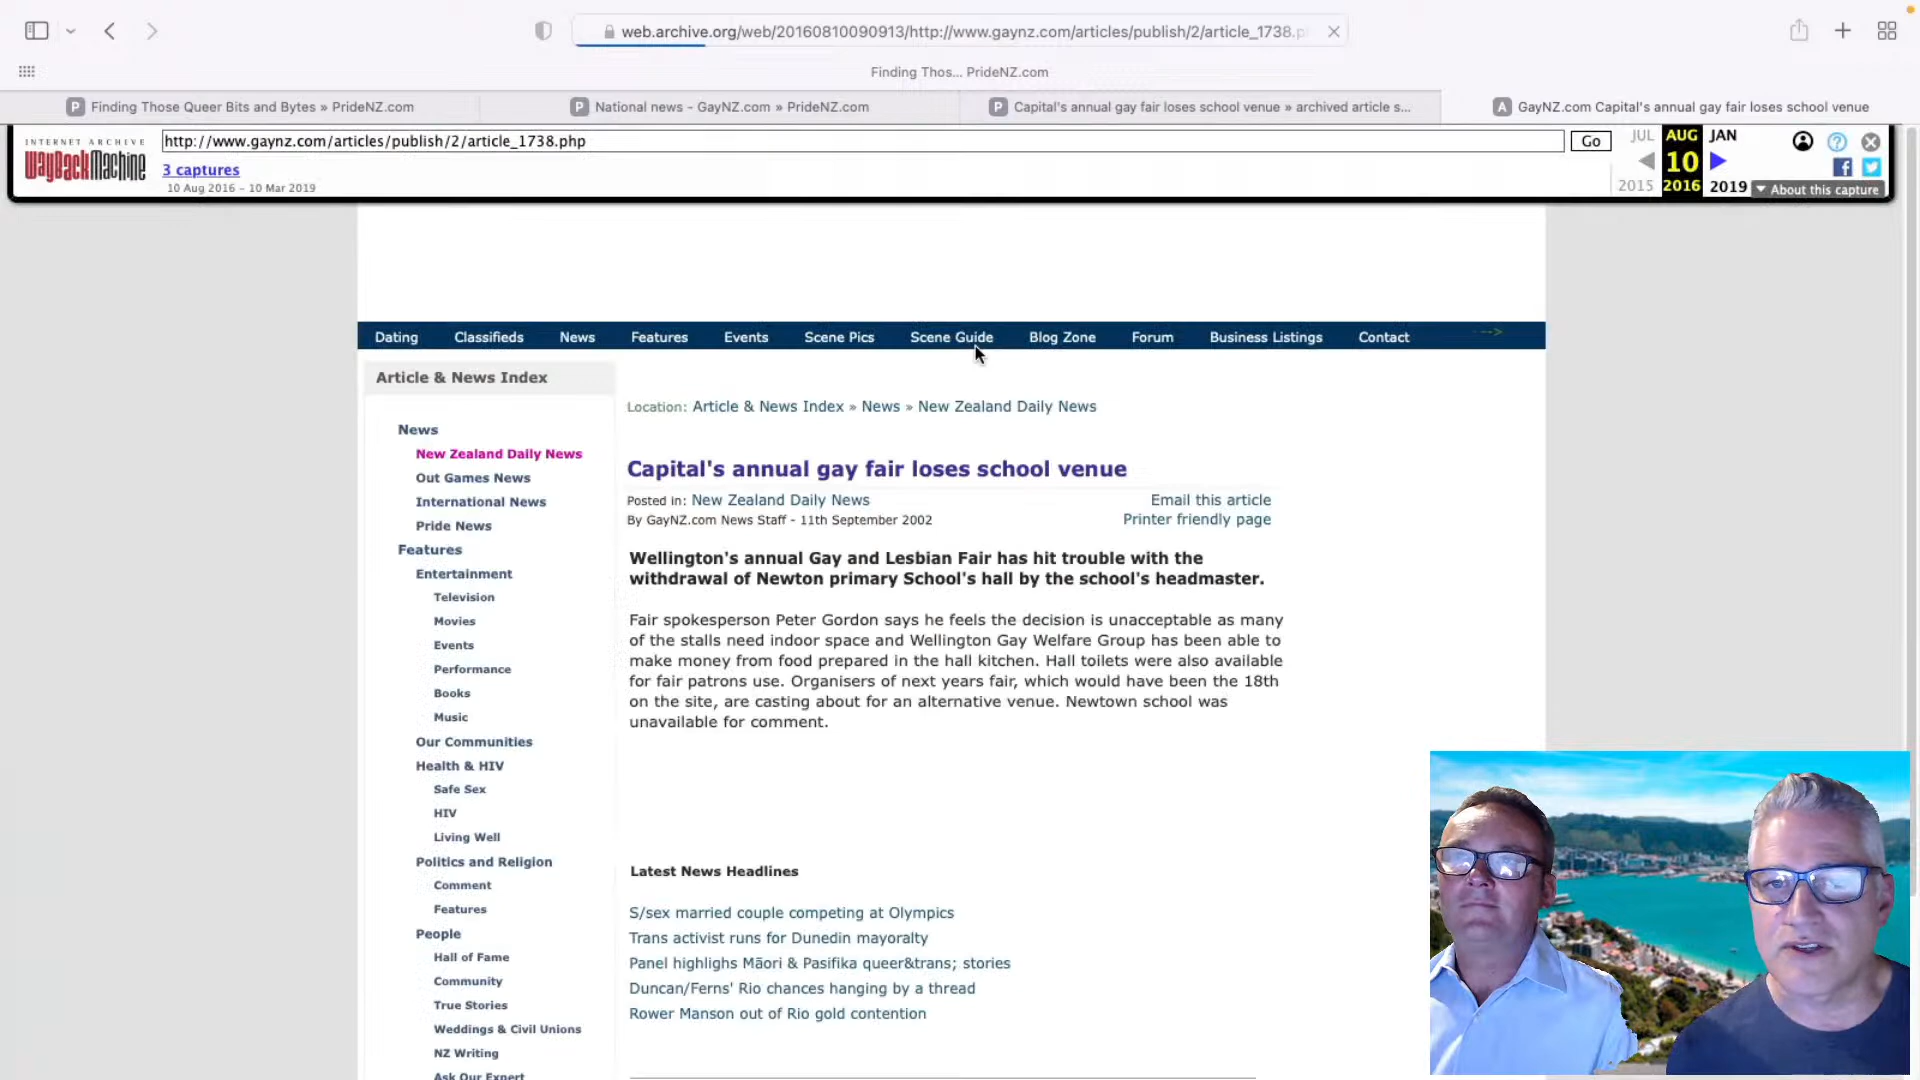 web.archive.org/web/20160810090913/http://www.gaynz.com/articles/publish/2/article_1738.p
Finding Thos... PrideNZ.com
Finding Those Queer Bits and Bytes » PrideNZ.com
National news - GayNZ.com » PrideNZ.com
Capital's annual gay fair loses school venue » archived article s...
GayNZ.com Capital's annual gay fair loses school venue
INTERNET ARCHIVE
WayBackMachine
http://www.gaynz.com/articles/publish/2/article_1738.php
Go
3 captures
10 Aug 2016 - 10 Mar 2019
JUL AUG JAN
10
2015 2016 2019
About this capture
Dating Classifieds News Features Events Scene Pics Scene Guide Blog Zone Forum Business Listings Contact -->
Article & News Index
News
New Zealand Daily News
Out Games News
International News
Pride News
Features
Entertainment
Television
Movies
Events
Performance
Books
Music
Our Communities
Health & HIV
Safe Sex
HIV
Living Well
Politics and Religion
Comment
Features
People
Hall of Fame
Community
True Stories
Weddings & Civil Unions
NZ Writing
Ask Our Expert
Location: Article & News Index » News » New Zealand Daily News
Capital's annual gay fair loses school venue
Posted in: New Zealand Daily News
Email this article
By GayNZ.com News Staff - 11th September 2002
Printer friendly page
Wellington's annual Gay and Lesbian Fair has hit trouble with the
withdrawal of Newton primary School's hall by the school's headmaster.
Fair spokesperson Peter Gordon says he feels the decision is unacceptable as many
of the stalls need indoor space and Wellington Gay Welfare Group has been able to
make money from food prepared in the hall kitchen. Hall toilets were also available
for fair patrons use. Organisers of next years fair, which would have been the 18th
on the site, are casting about for an alternative venue. Newtown school was
unavailable for comment.
Latest News Headlines
S/sex married couple competing at Olympics
Trans activist runs for Dunedin mayoralty
Panel highlighs Māori & Pasifika queer&trans; stories
Duncan/Ferns' Rio chances hanging by a thread
Rower Manson out of Rio gold contention